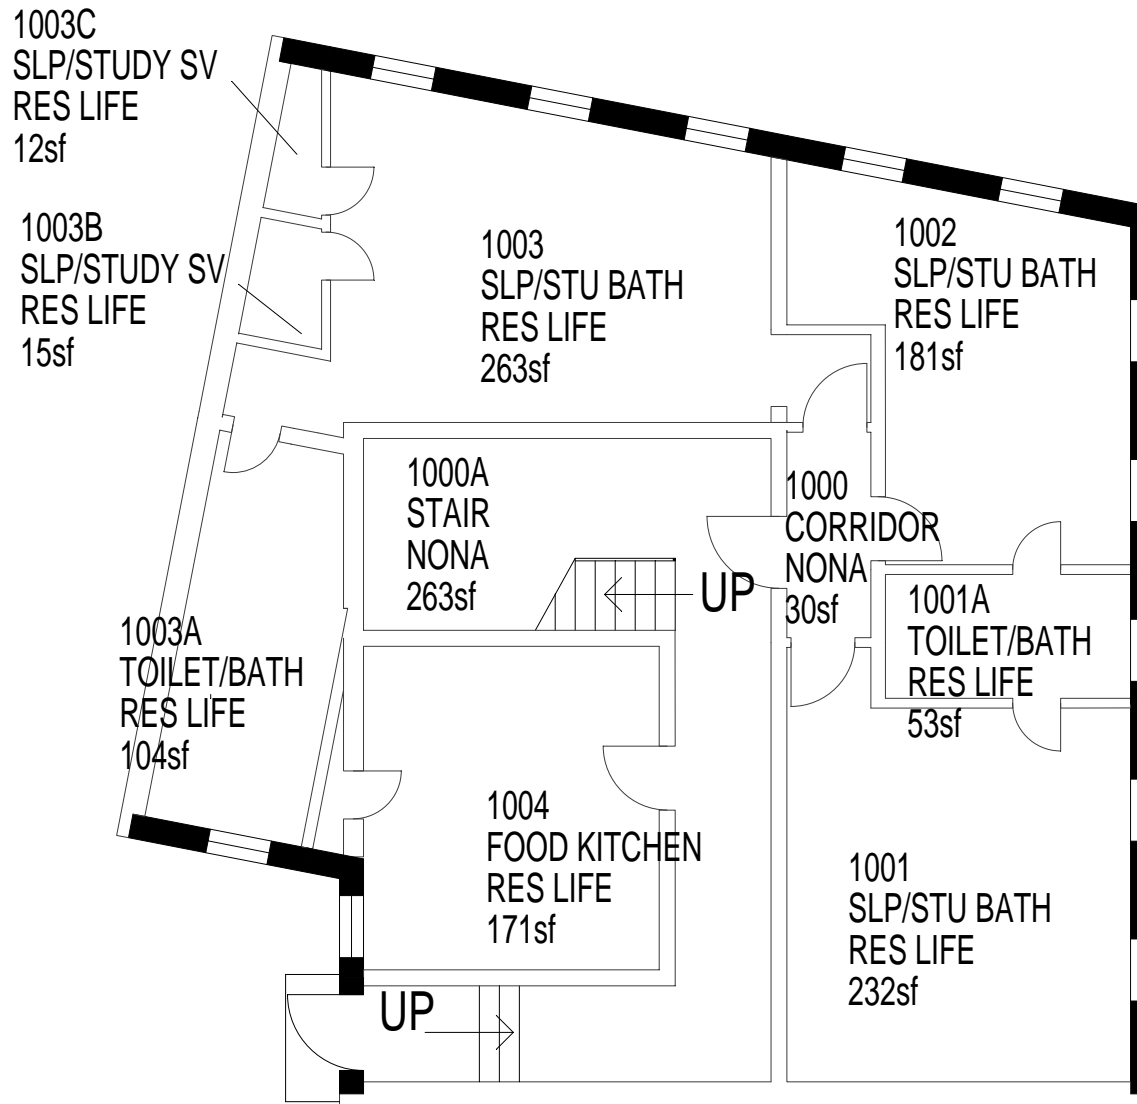 1003C
SLP/STUDY SV
RES LIFE
12sf
1003B
SLP/STUDY SV
RES LIFE
15sf
1003
SLP/STU BATH
RES LIFE
263sf
1002
SLP/STU BATH
RES LIFE
181sf
1000A
STAIR
NONA
263sf
1000
CORRIDOR
NONA
30sf
UP
1001A
TOILET/BATH
RES LIFE
53sf
1003A
TOILET/BATH
RES LIFE
104sf
1004
FOOD KITCHEN
RES LIFE
171sf
1001
SLP/STU BATH
RES LIFE
232sf
UP